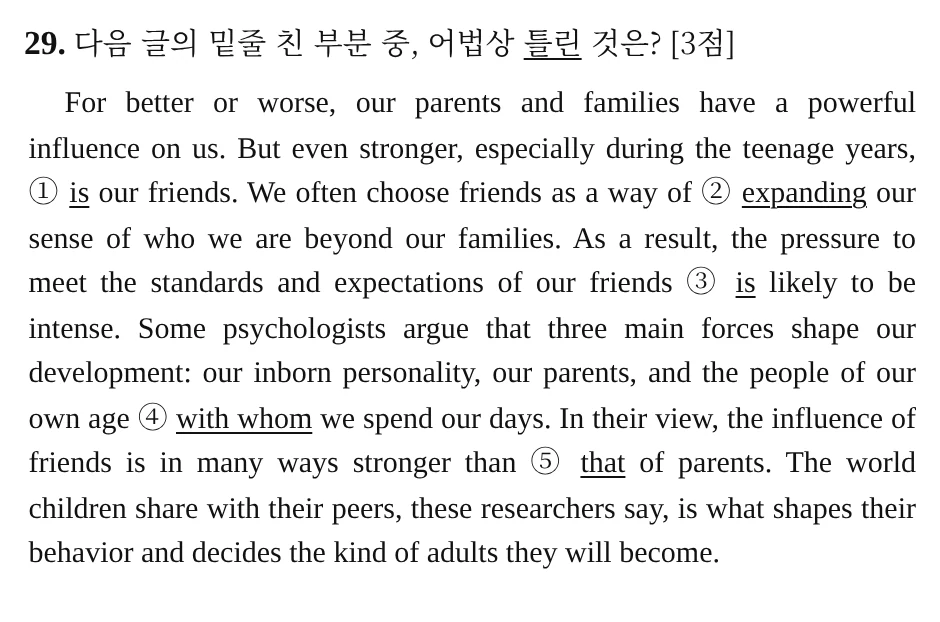 29. 다음 글의 밑줄 친 부분 중, 어법상 틀린 것은? [3점]
For better or worse, our parents and families have a powerful
influence on us. But even stronger, especially during the teenage years,
① is our friends. We often choose friends as a way of ② expanding our
sense of who we are beyond our families. As a result, the pressure to
meet the standards and expectations of our friends ③ is likely to be
intense. Some psychologists argue that three main forces shape our
development: our inborn personality, our parents, and the people of our
own age ④ with whom we spend our days. In their view, the influence of
friends is in many ways stronger than ⑤ that of parents. The world
children share with their peers, these researchers say, is what shapes their
behavior and decides the kind of adults they will become.